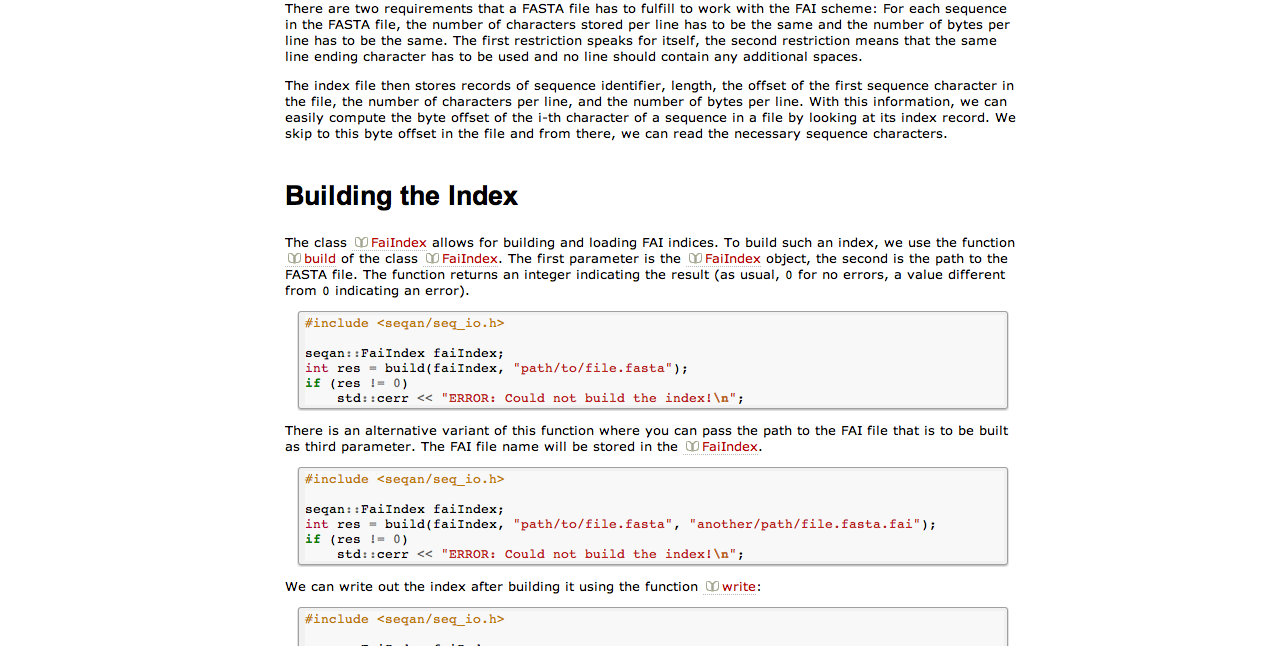 There are two requirements that a FASTA file has to fulfill to work with the FAI scheme: For each sequence
in the FASTA file, the number of characters stored per line has to be the same and the number of bytes per
line has to be the same. The first restriction speaks for itself, the second restriction means that the same
line ending character has to be used and no line should contain any additional spaces.
The index file then stores records of sequence identifier, length, the offset of the first sequence character in
the file, the number of characters per line, and the number of bytes per line. With this information, we can
easily compute the byte offset of the i-th character of a sequence in a file by looking at its index record. We
skip to this byte offset in the file and from there, we can read the necessary sequence characters.
Building the Index
The class FaiIndex allows for building and loading FAI indices. To build such an index, we use the function
build of the class FaiIndex. The first parameter is the FaiIndex object, the second is the path to the
FASTA file. The function returns an integer indicating the result (as usual, 0 for no errors, a value different
from 0 indicating an error).
#include <seqan/seq_io.h>
seqan::FaiIndex faiIndex;
int res = build(faiIndex, "path/to/file.fasta");
if (res != 0)
    std::cerr << "ERROR: Could not build the index!\n";
There is an alternative variant of this function where you can pass the path to the FAI file that is to be built
as third parameter. The FAI file name will be stored in the FaiIndex.
#include <seqan/seq_io.h>
seqan::FaiIndex faiIndex;
int res = build(faiIndex, "path/to/file.fasta", "another/path/file.fasta.fai");
if (res != 0)
    std::cerr << "ERROR: Could not build the index!\n";
We can write out the index after building it using the function write:
#include <seqan/seq_io.h>